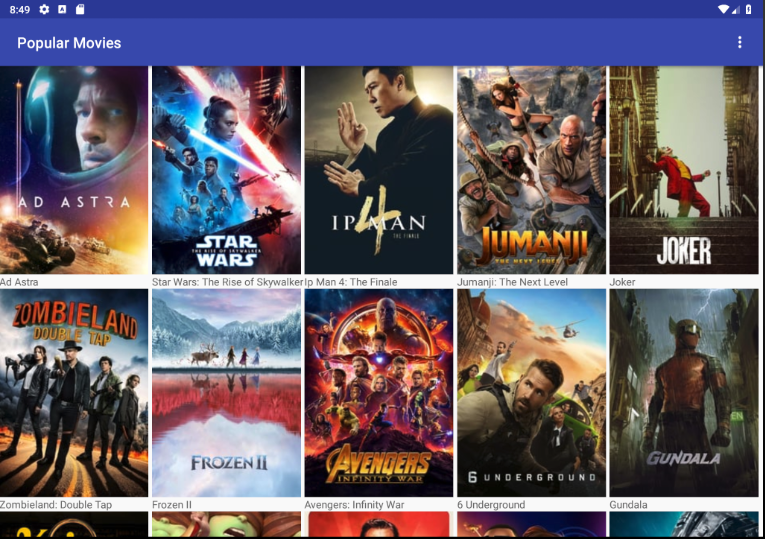 8:49
Popular Movies
AD ASTRA
STAR
THE RISE OF SKYWALKER
WARS
IP MAN
4
THE FINALE
JUMANJI
THE NEXT LEVEL
JOKER
Ad Astra
Star Wars: The Rise of Skywalker
Ip Man 4: The Finale
Jumanji: The Next Level
Joker
ZOMBIELAND
DOUBLE TAP
FROZEN II
AVENGERS
INFINITY WAR
6 UNDERGROUND
GUNDALA
Zombieland: Double Tap
Frozen II
Avengers: Infinity War
6 Underground
Gundala